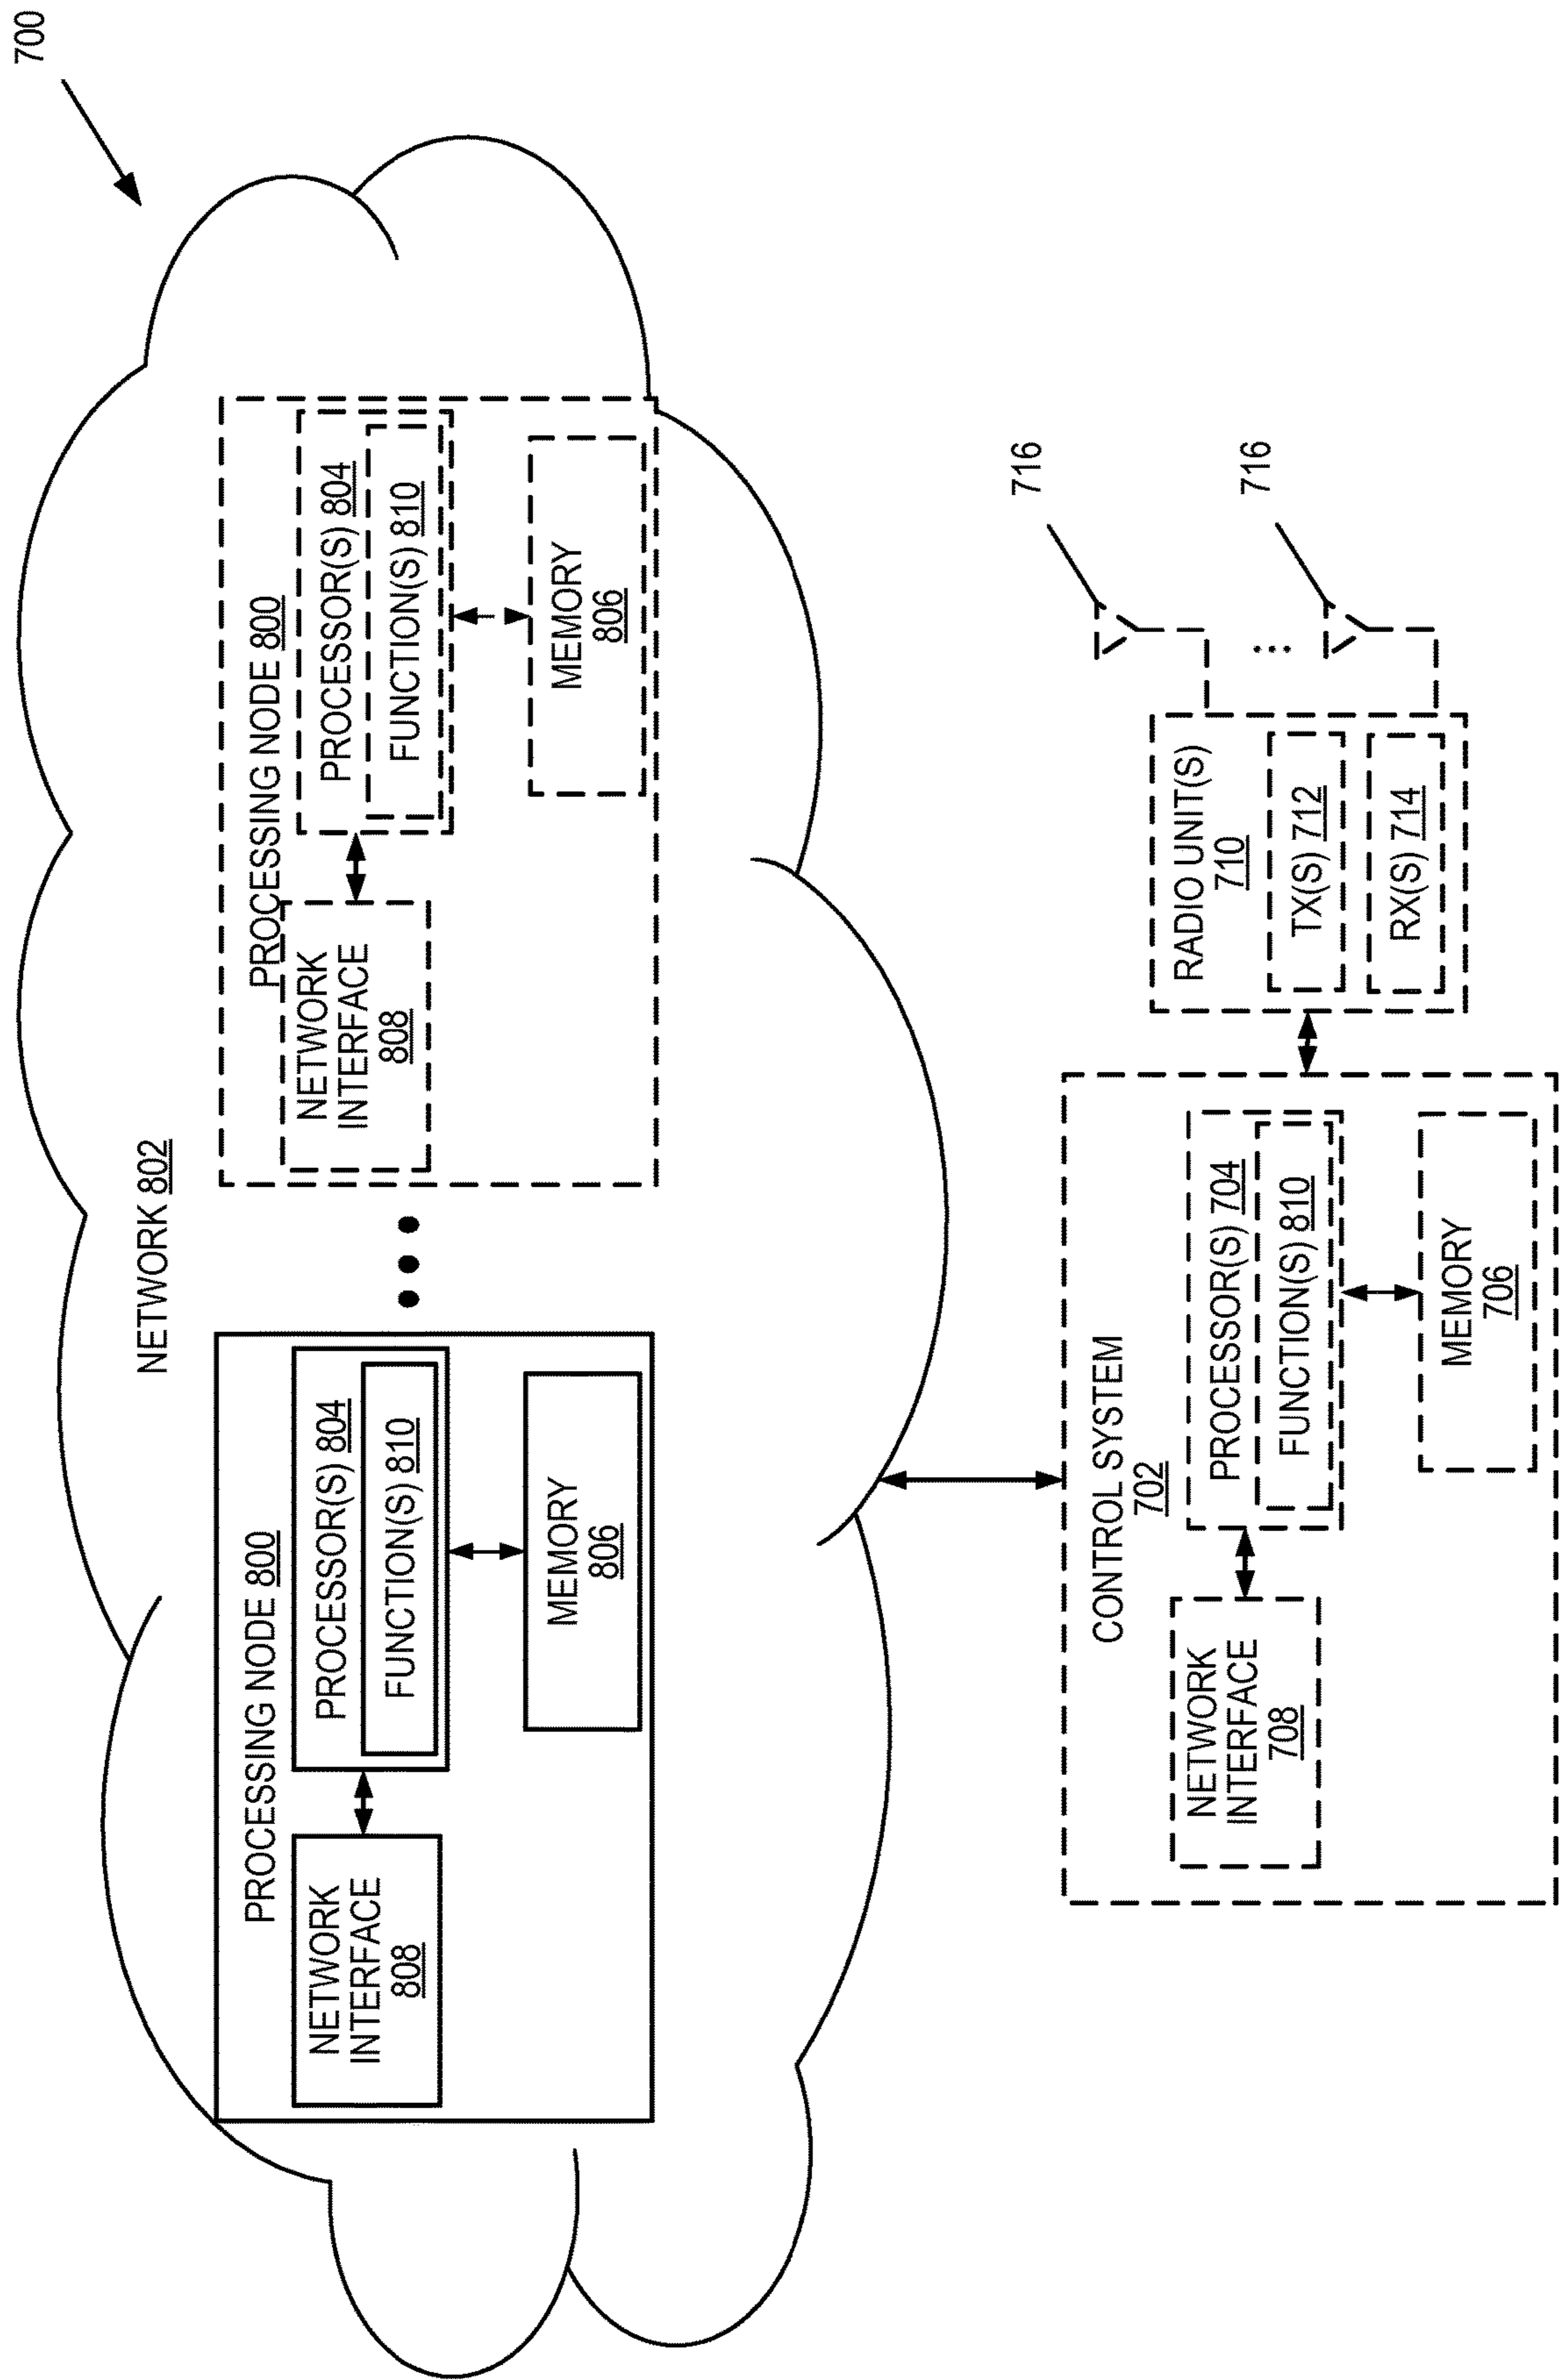 700
NETWORK 802
PROCESSING NODE 800
NETWORK
INTERFACE
808
PROCESSOR(S) 804
FUNCTION(S) 810
MEMORY
806
PROCESSING NODE 800
NETWORK
INTERFACE
808
PROCESSOR(S) 804
FUNCTION(S) 810
MEMORY
806
CONTROL SYSTEM
702
NETWORK
INTERFACE
708
PROCESSOR(S) 704
FUNCTION(S) 810
MEMORY
706
RADIO UNIT(S)
710
TX(S) 712
RX(S) 714
716
716